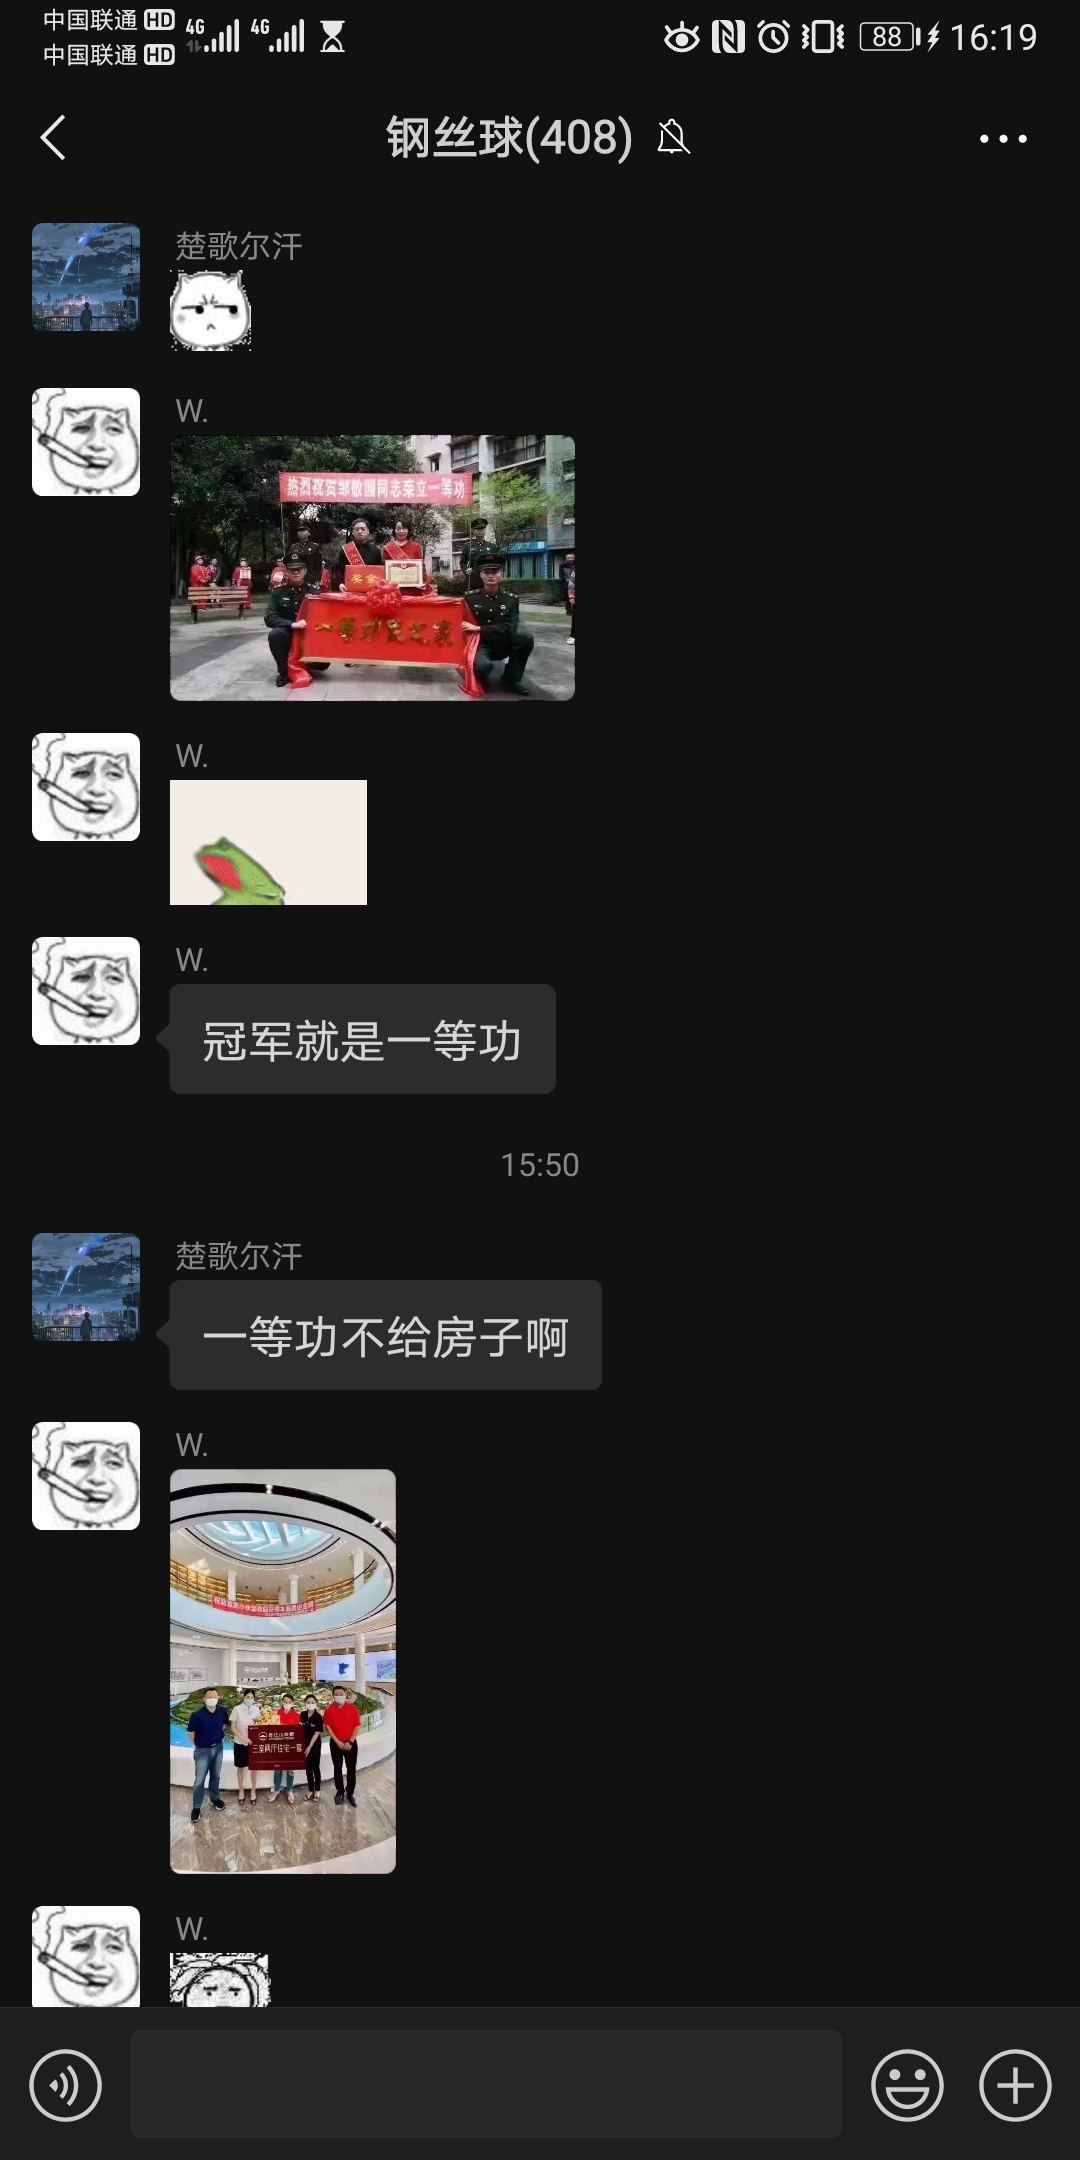 中国联通 HD
4G
4G
88
16:19
中国联通 HD
钢丝球(408)
楚歌尔汗
W.
热烈祝贺邹敬园同志荣立一等功
奖金
一等功臣之家
W.
W.
冠军就是一等功
15:50
楚歌尔汗
一等功不给房子啊
W.
三室两厅住宅一套
W.